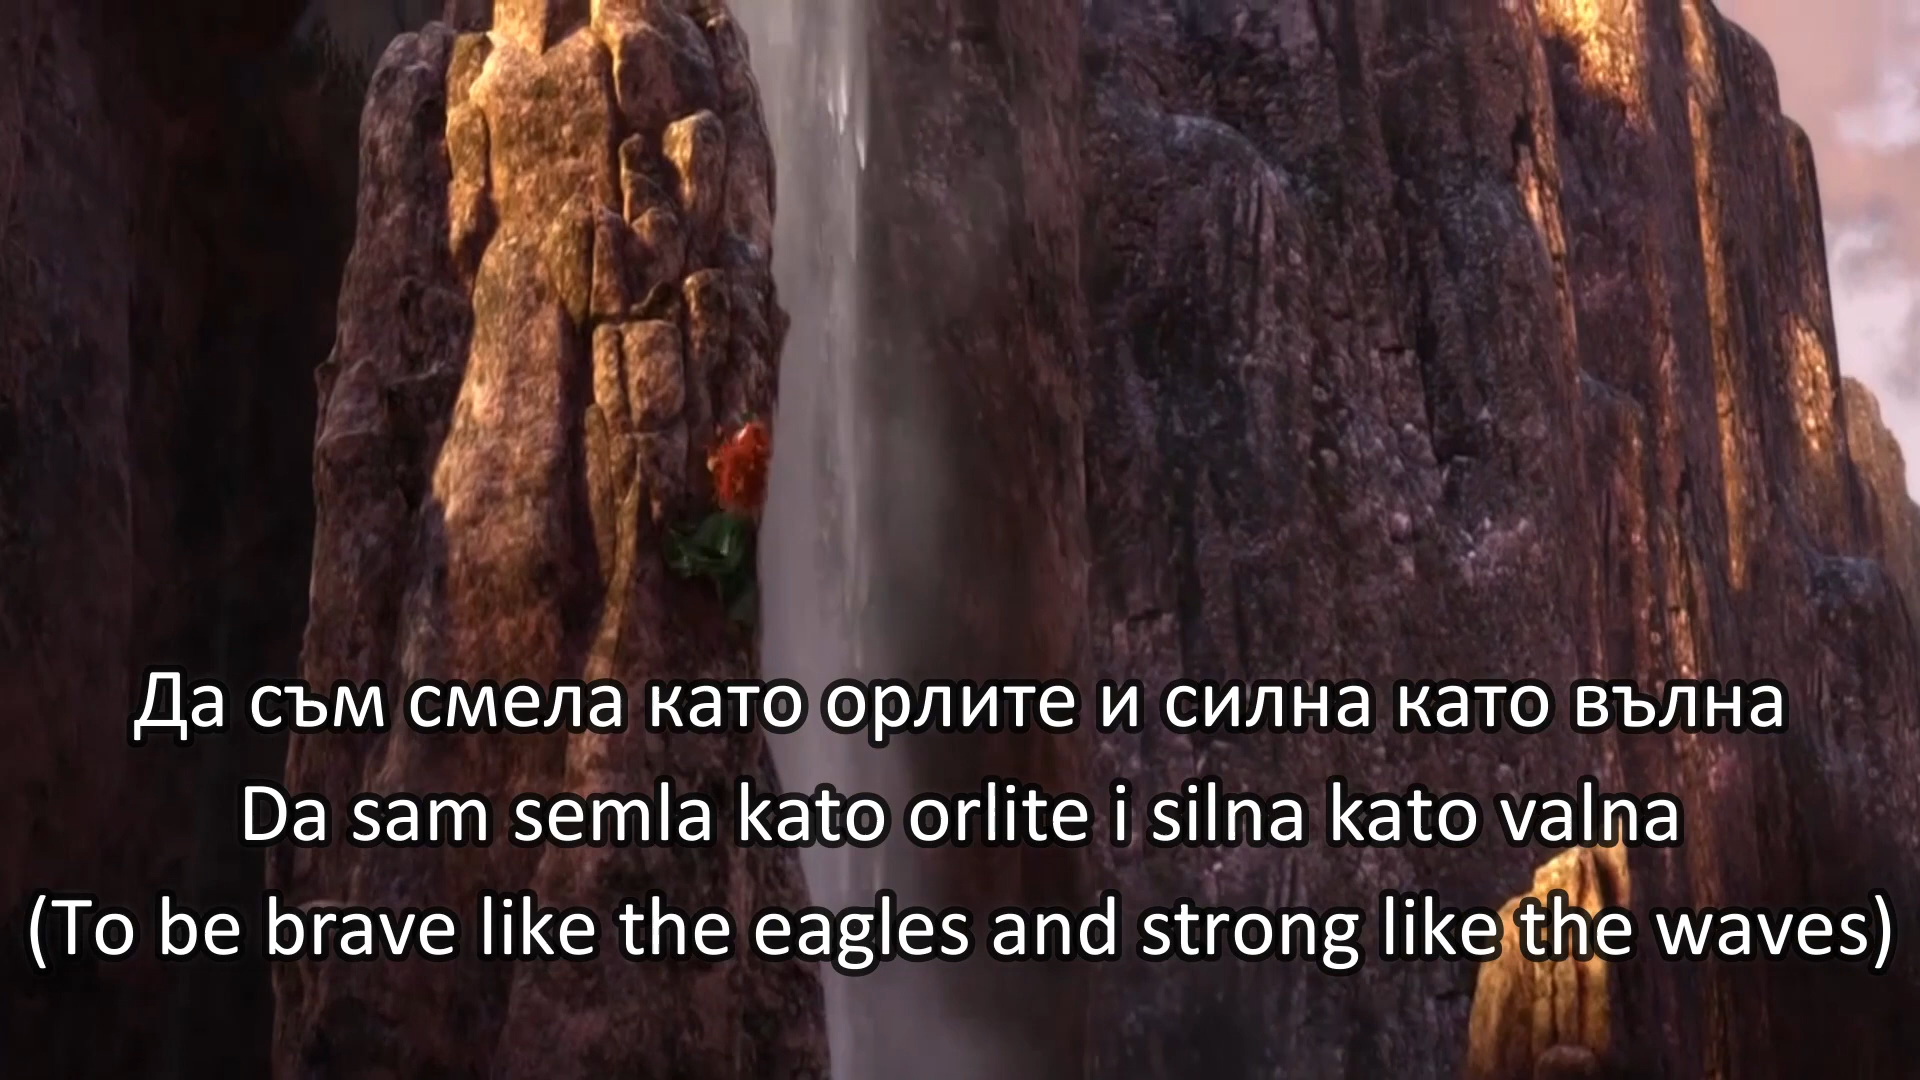 Да съм смела като орлите и силна като вълна
Da sam semla kato orlite i silna kato valna
(To be brave like the eagles and strong like the waves)